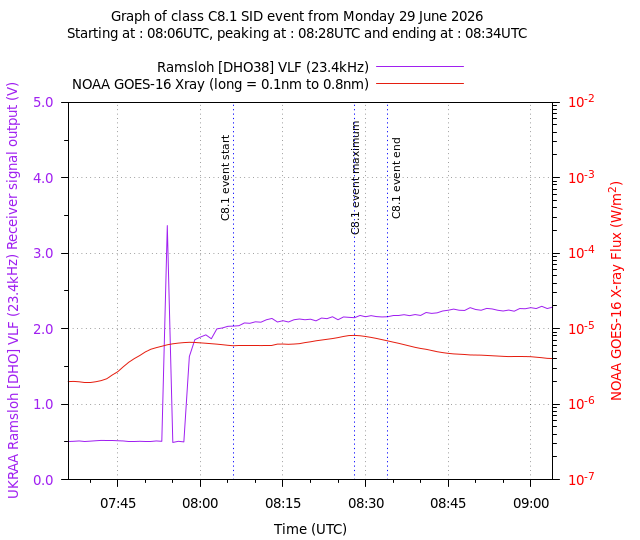 Graph of class C8.1 SID event from Monday 29 June 2026
Starting at : 08:06UTC, peaking at : 08:28UTC and ending at : 08:34UTC
Ramsloh [DHO38] VLF (23.4kHz)
NOAA GOES-16 Xray (long = 0.1nm to 0.8nm)
UKRAA Ramsloh [DHO] VLF (23.4kHz) Receiver signal output (V)
5.0
4.0
3.0
2.0
1.0
0.0
C8.1 event start
C8.1 event maximum
C8.1 event end
10-2
10-3
10-4
10-5
10-6
10-7
NOAA GOES-16 X-ray Flux (W/m2)
07:45 08:00 08:15 08:30 08:45 09:00
Time (UTC)